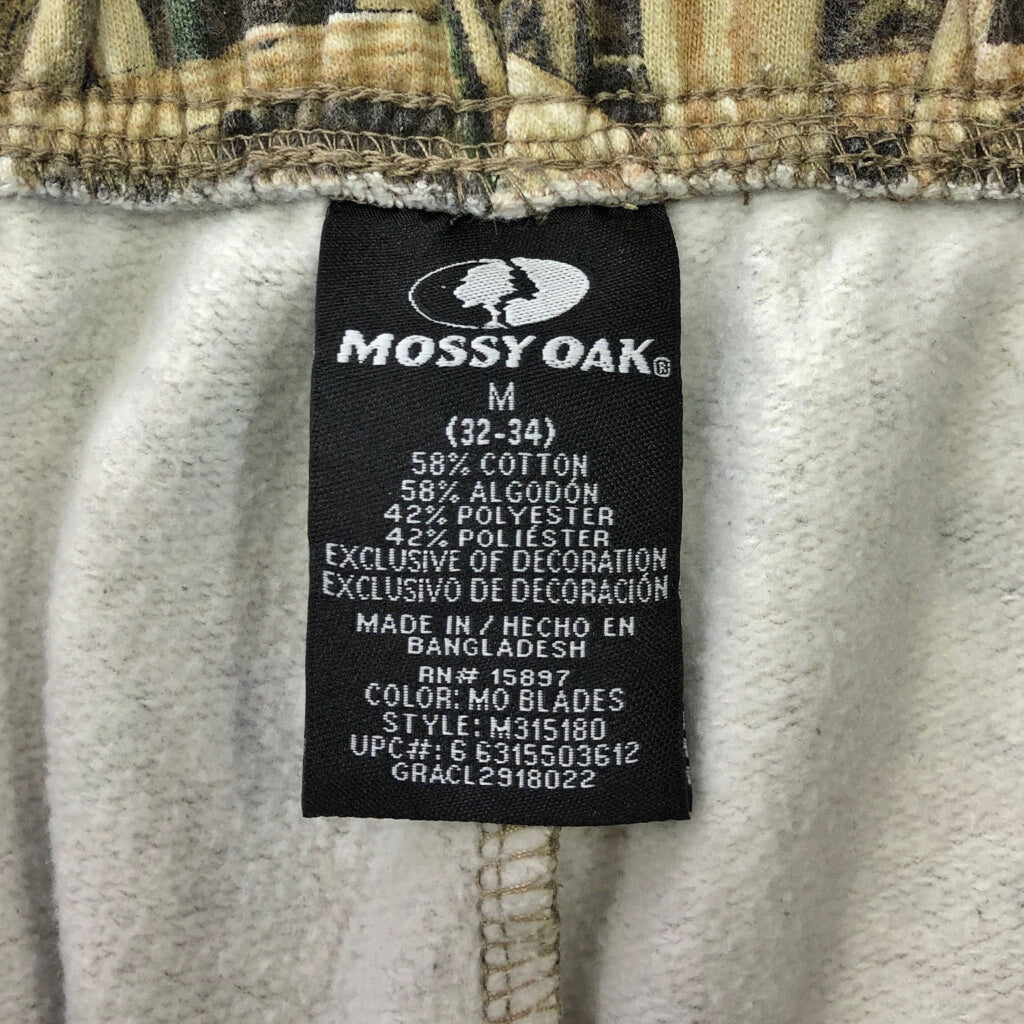 MOSSY OAK®
M
(32-34)
58% COTTON
58% ALGODÓN
42% POLYESTER
42% POLIÉSTER
EXCLUSIVE OF DECORATION
EXCLUSIVO DE DECORACIÓN
MADE IN / HECHO EN
BANGLADESH
RN# 15897
COLOR: MO BLADES
STYLE: M315180
UPC#: 6 6315503612
GRACL2918022